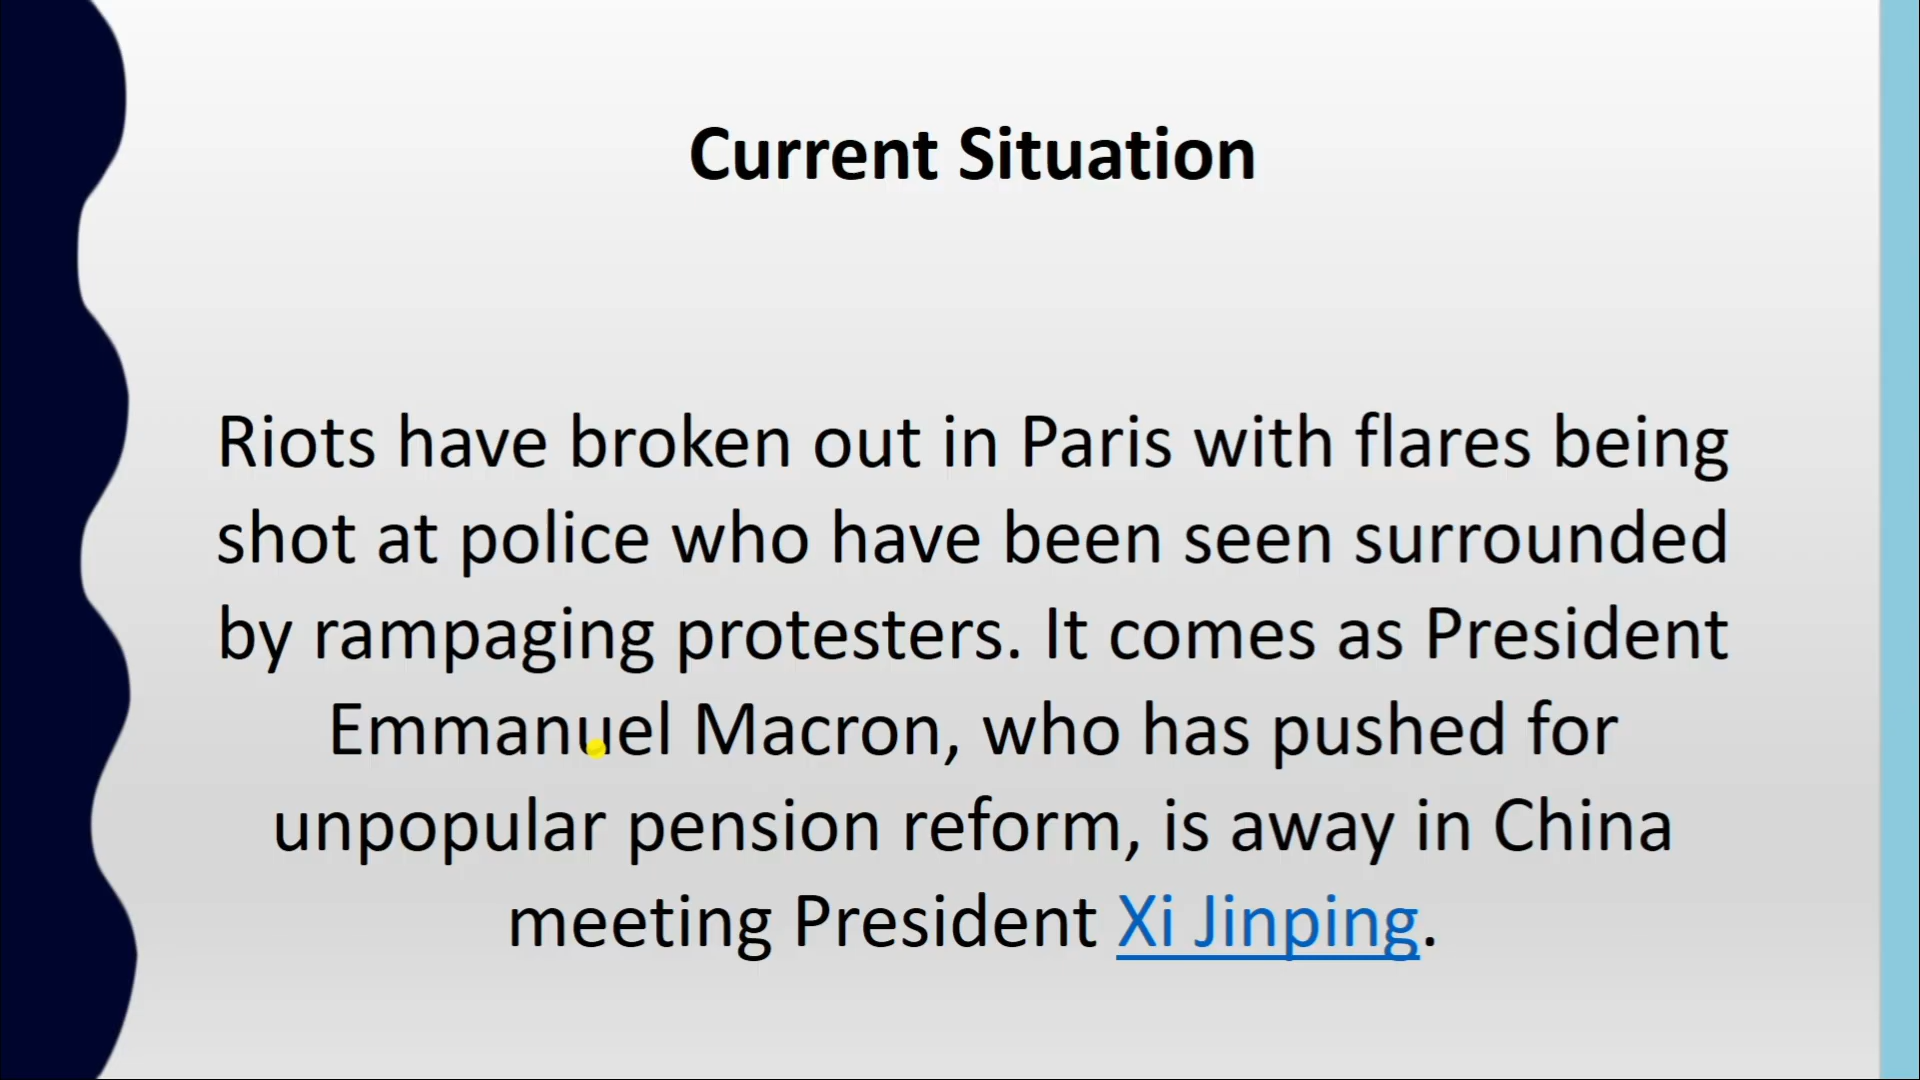 Current Situation
Riots have broken out in Paris with flares being
shot at police who have been seen surrounded
by rampaging protesters. It comes as President
Emmanuel Macron, who has pushed for
unpopular pension reform, is away in China
meeting President Xi Jinping.